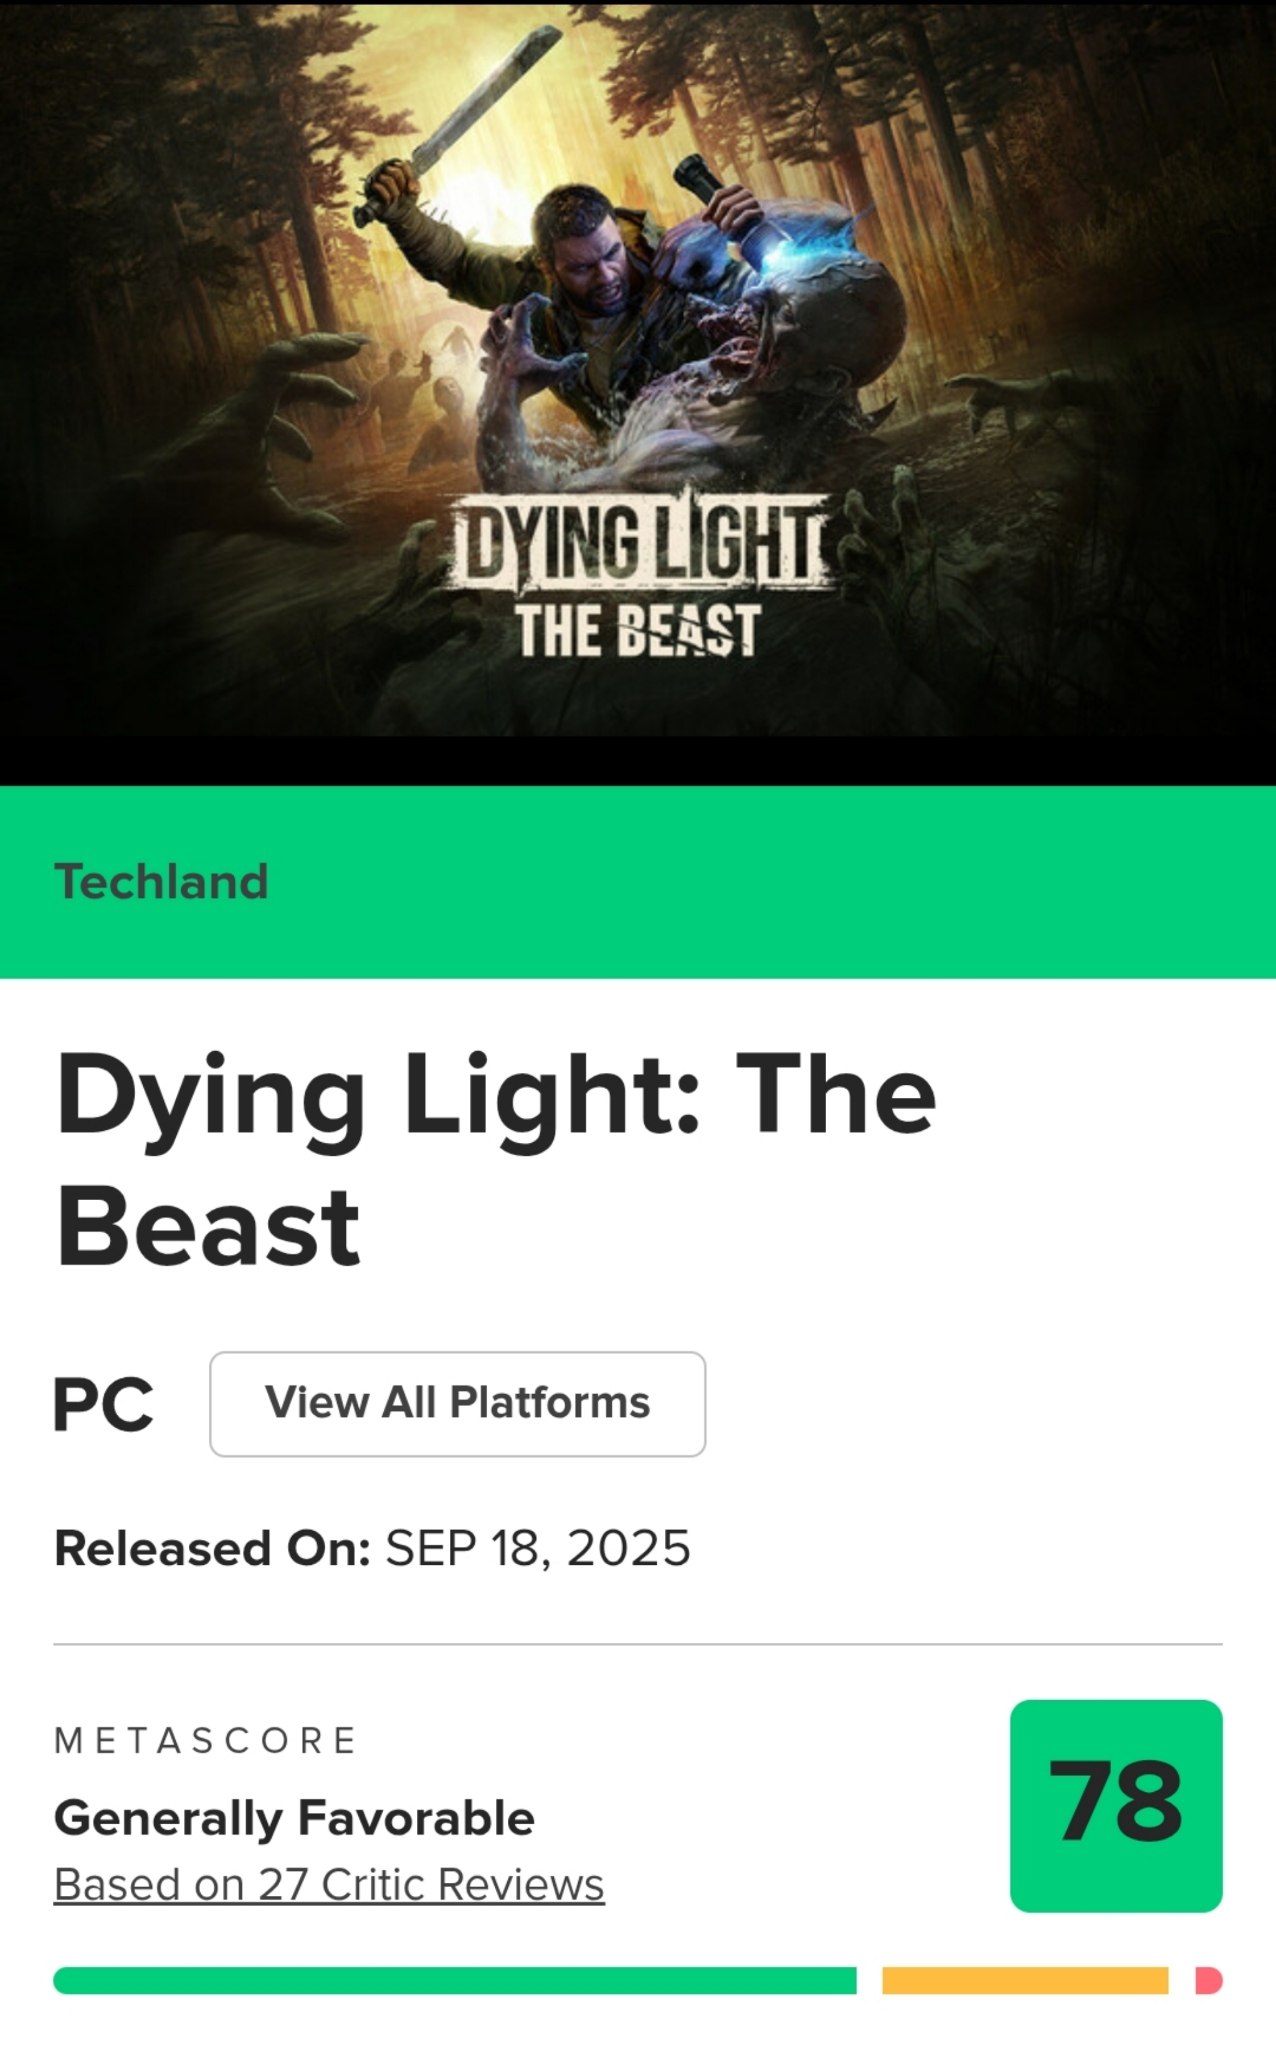 DYING LIGHT
THE BEAST
Techland
Dying Light: The
Beast
PC View All Platforms
Released On: SEP 18, 2025
METASCORE
78
Generally Favorable
Based on 27 Critic Reviews